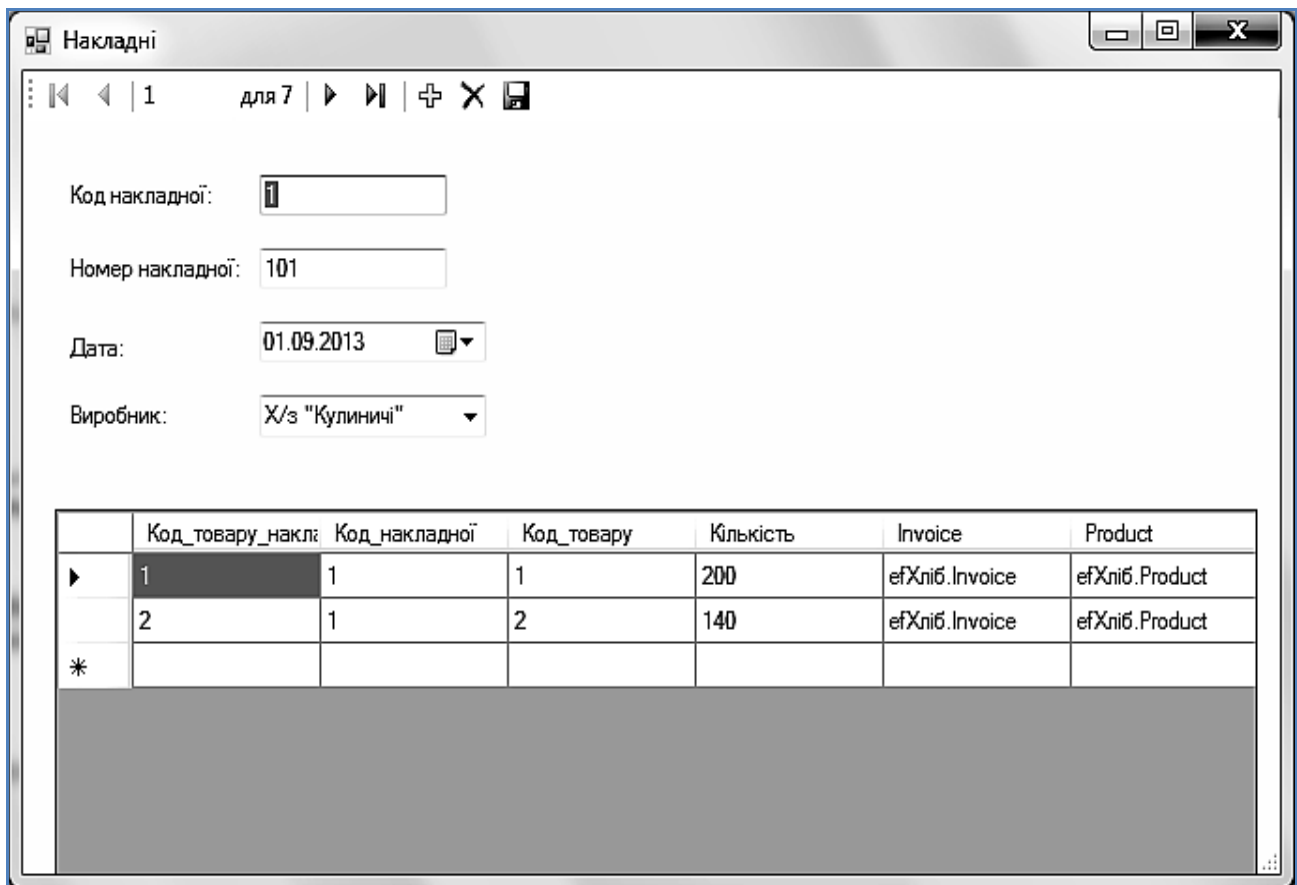 Накладні
1 для 7
Код накладної: 1
Номер накладної: 101
Дата: 01.09.2013
Виробник: Х/з "Кулиничі"
Код_товару_накла Код_накладної Код_товару Кількість Invoice Product
1 1 1 200 efХліб.Invoice efХліб.Product
2 1 2 140 efХліб.Invoice efХліб.Product